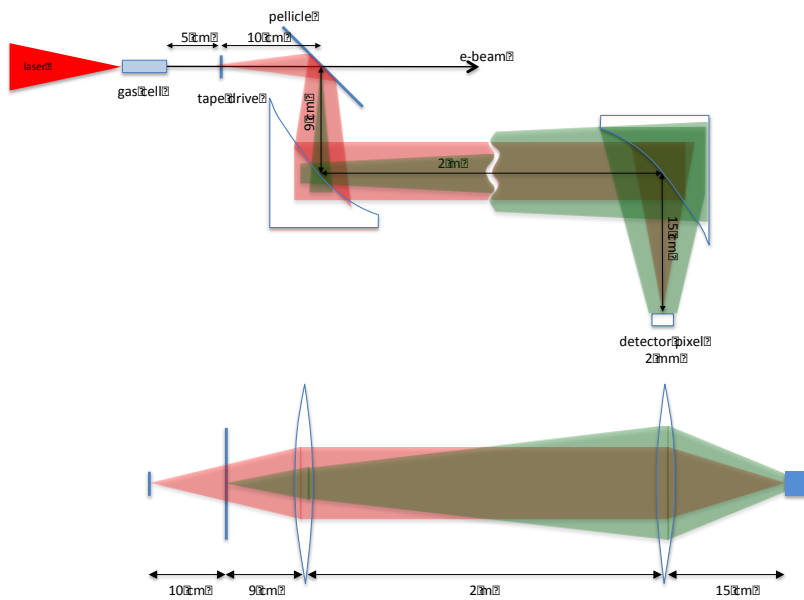 pellicle⍰
5⍰cm⍰
10⍰cm⍰
laser⍰
e-beam⍰
gas⍰cell⍰
tape⍰drive⍰
9⍰cm⍰
2⍰m⍰
15⍰cm⍰
detector⍰pixel⍰
2⍰mm⍰
10⍰cm⍰
9⍰cm⍰
2⍰m⍰
15⍰cm⍰